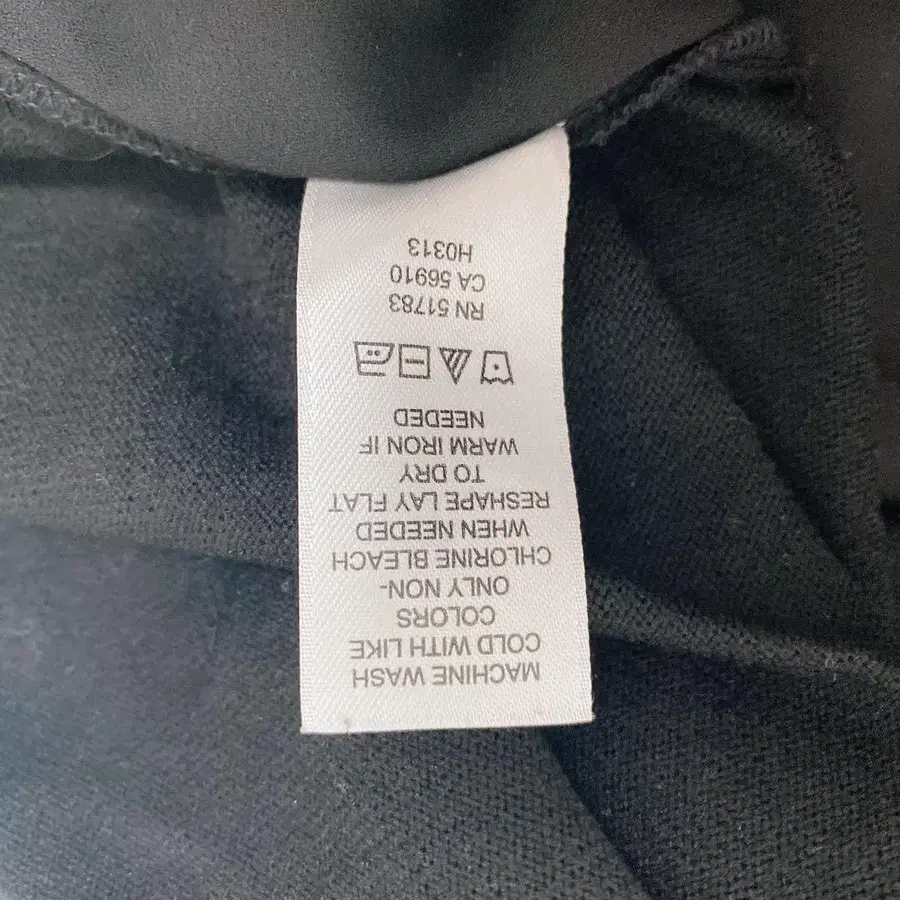 MACHINE WASH
COLD WITH LIKE
COLORS
ONLY NON-
CHLORINE BLEACH
WHEN NEEDED
RESHAPE LAY FLAT
TO DRY
WARM IRON IF
NEEDED
RN 51783
CA 56910
H0313